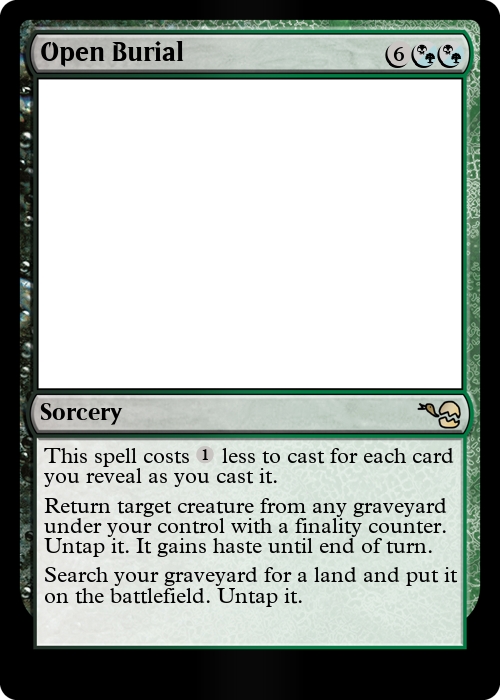 Open Burial 6
Sorcery
This spell costs 1 less to cast for each card
you reveal as you cast it.
Return target creature from any graveyard
under your control with a finality counter.
Untap it. It gains haste until end of turn.
Search your graveyard for a land and put it
on the battlefield. Untap it.